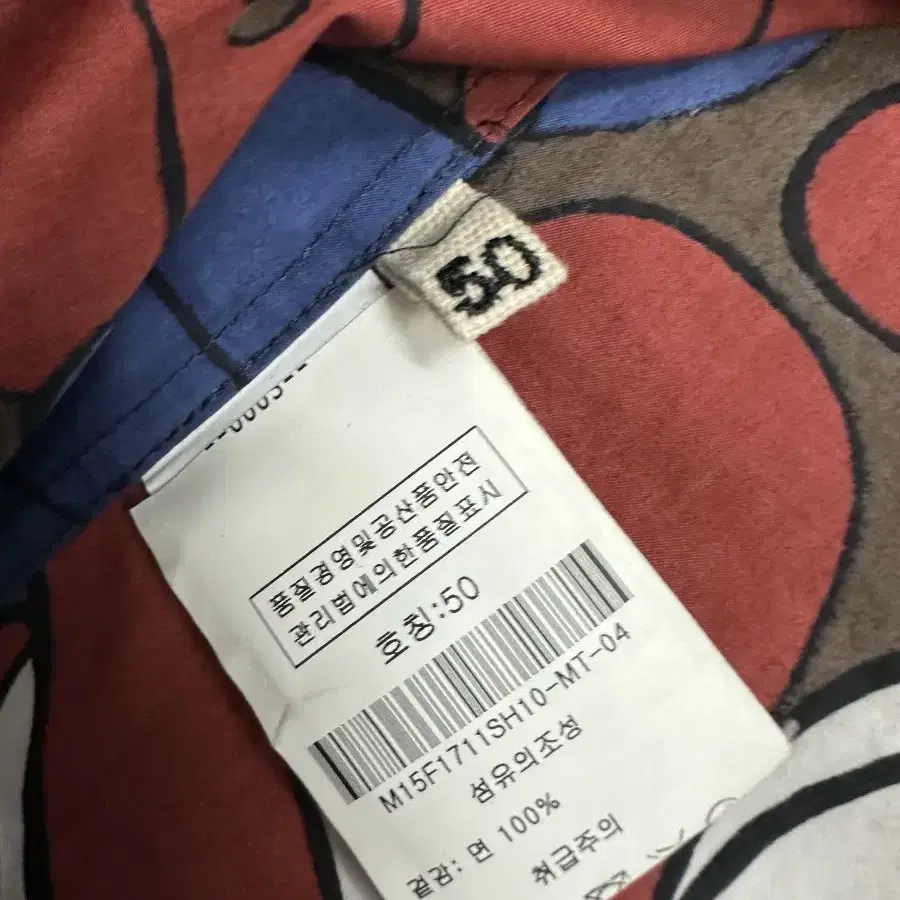 50
품질경영및공산품안전
관리법에의한품질표시
호칭:50
M15F1711SH10-MT-04
섬유의조성
겉감: 면 100%
취급주의